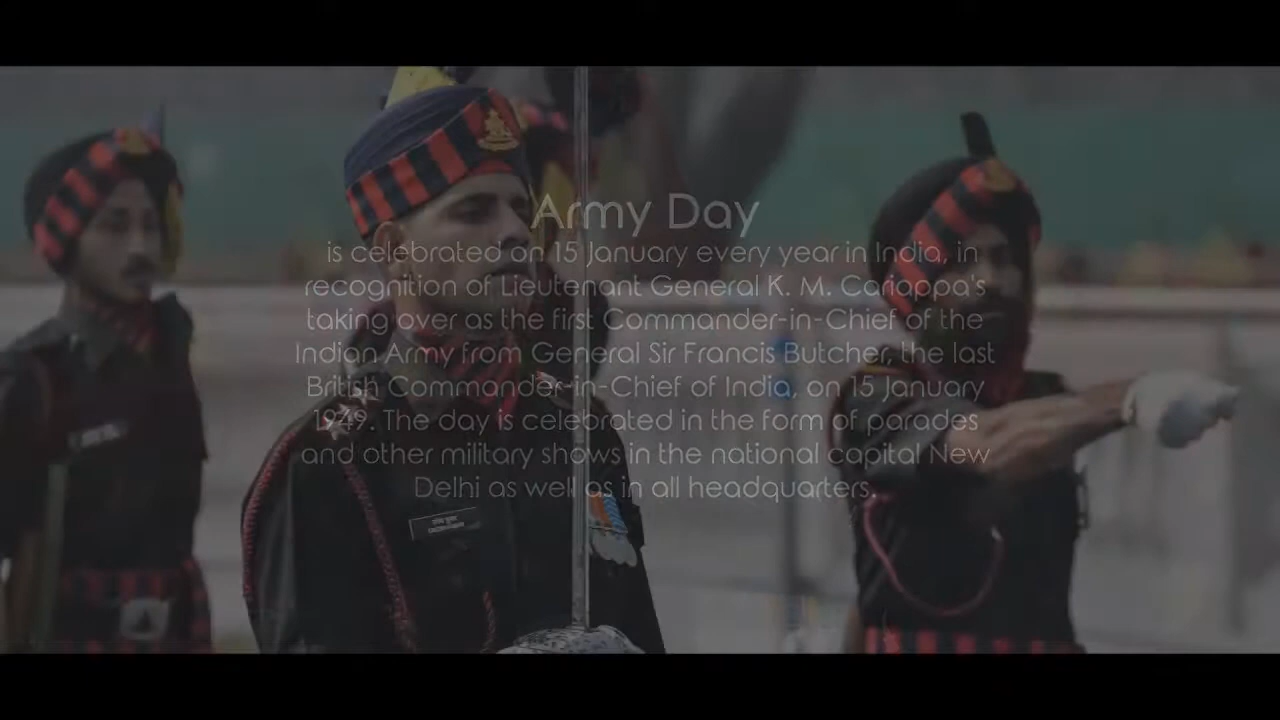 Army Day
is celebrated on 15 January every year in India, in
recognition of Lieutenant General K. M. Cariappa's
taking over as the first Commander-in-Chief of the
Indian Army from General Sir Francis Butcher, the last
British Commander-in-Chief of India, on 15 January
The day is celebrated in the form of parades
and other military shows in the national capital New
Delhi as well as in all headquarters